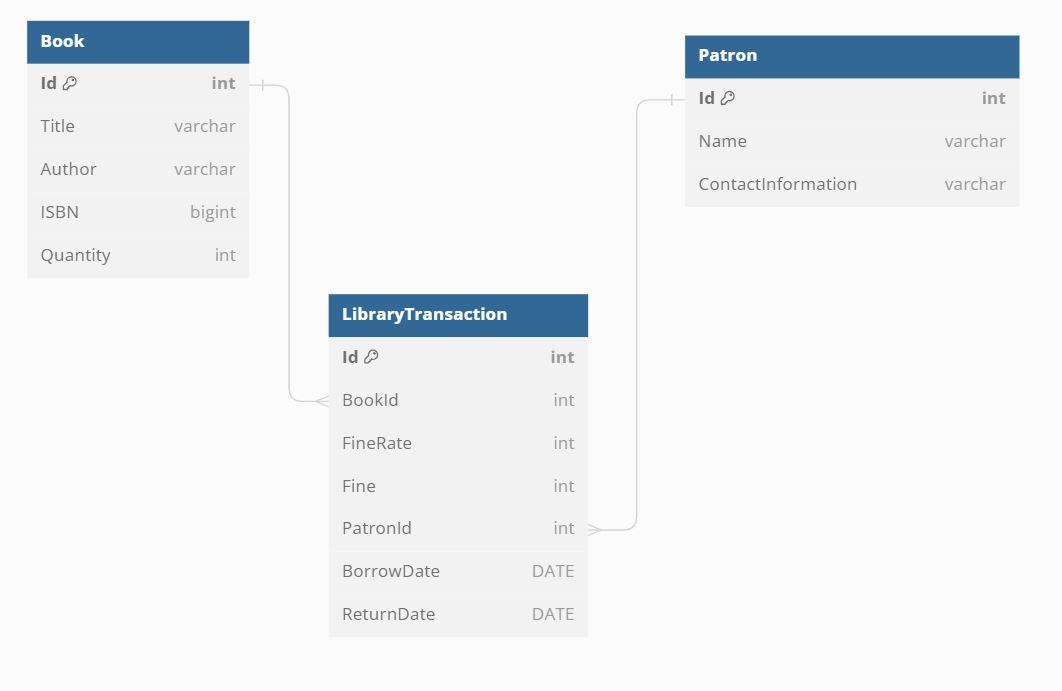 Book
Id int
Title varchar
Author varchar
ISBN bigint
Quantity int
Patron
Id int
Name varchar
ContactInformation varchar
LibraryTransaction
Id int
BookId int
FineRate int
Fine int
PatronId int
BorrowDate DATE
ReturnDate DATE